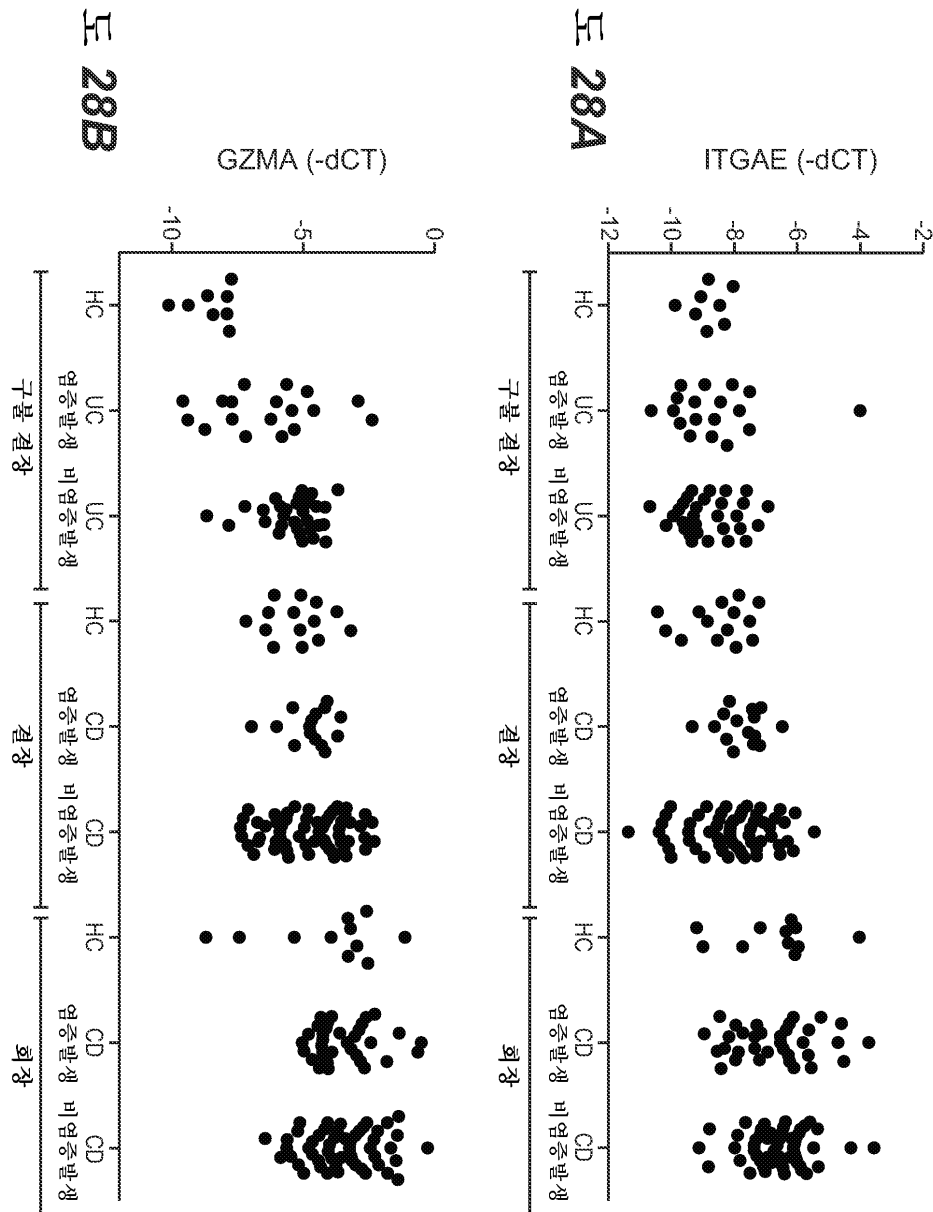 도 28A
ITGAE (-dCT)
-2
-4
-6
-8
-10
-12
HC UC UC HC CD CD HC CD CD
염증발생 비염증발생 염증발생 비염증발생 염증발생 비염증발생
구불 결장 결장 회장
도 28B
GZMA (-dCT)
0
-5
-10
HC UC UC HC CD CD HC CD CD
염증발생 비염증발생 염증발생 비염증발생 염증발생 비염증발생
구불 결장 결장 회장